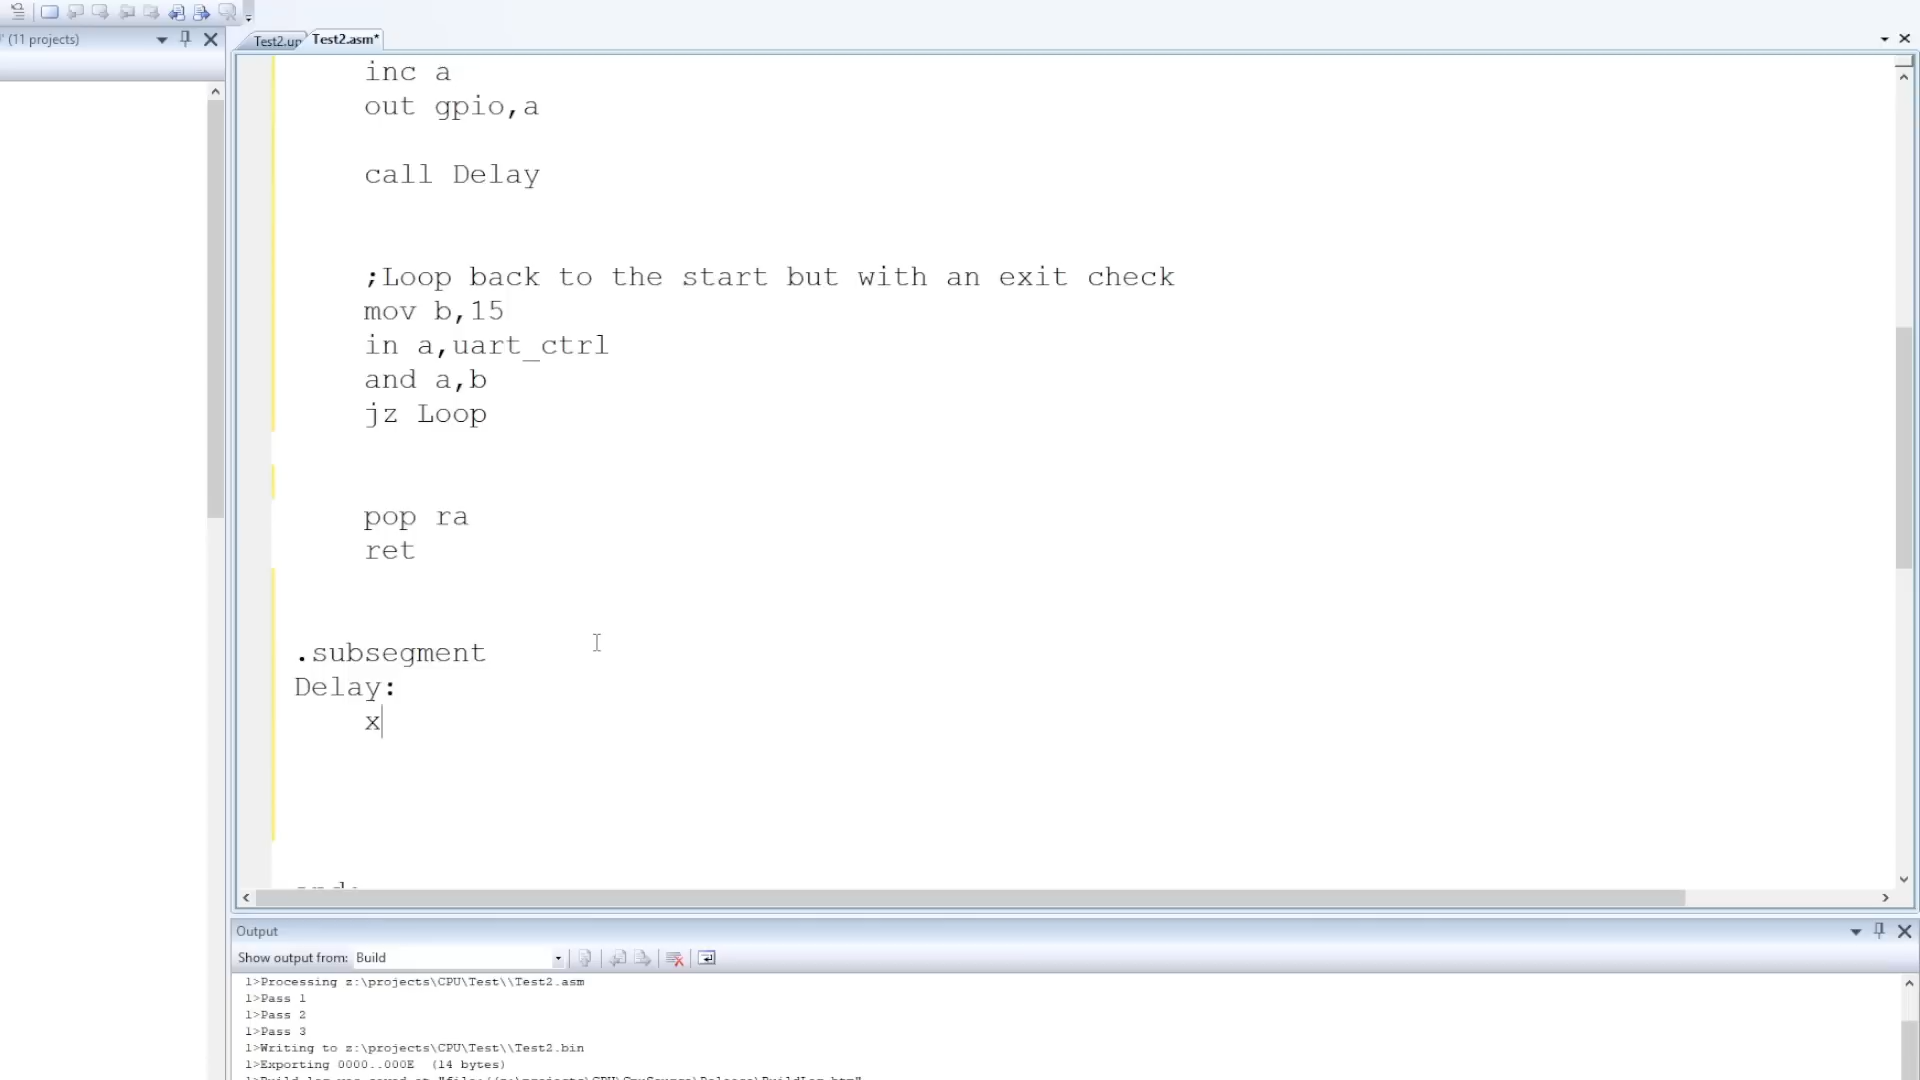 ' (11 projects)
Test2.up
Test2.asm*
inc a
out gpio,a
call Delay
;Loop back to the start but with an exit check
mov b,15
in a,uart_ctrl
and a,b
jz Loop
pop ra
ret
.subsegment
Delay:
x
Output
Show output from: Build
1>Processing z:\projects\CPU\Test\\Test2.asm
1>Pass 1
1>Pass 2
1>Pass 3
1>Writing to z:\projects\CPU\Test\\Test2.bin
1>Exporting 0000..000E (14 bytes)